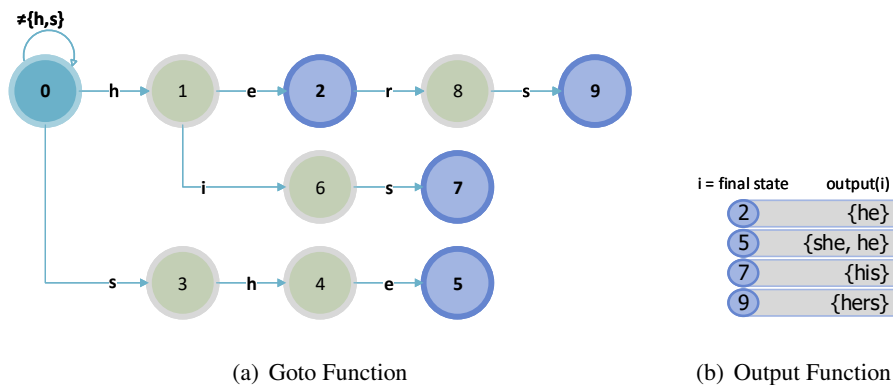 ≠{h,s}
0 h 1 e 2 r 8 s 9
i 6 s 7
s 3 h 4 e 5
i = final state output(i)
2 {he}
5 {she, he}
7 {his}
9 {hers}
(a) Goto Function
(b) Output Function